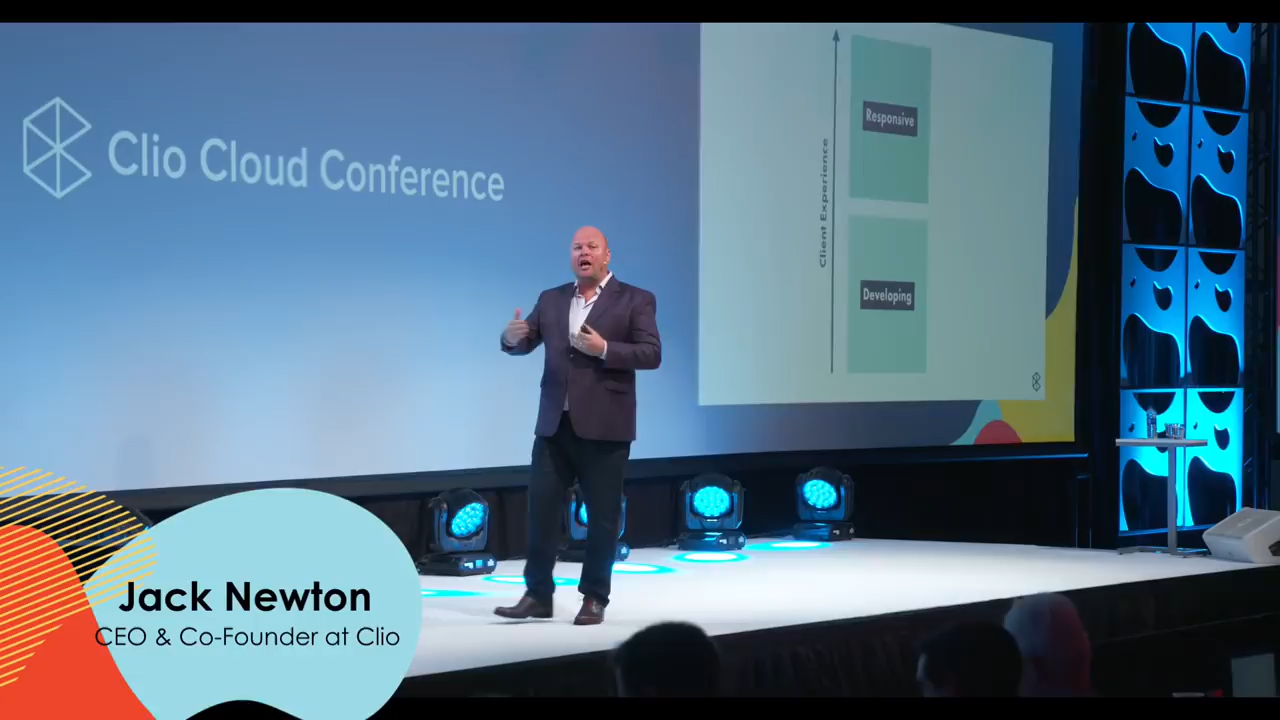 Clio Cloud Conference
Responsive
Client Experience
Developing
Jack Newton
CEO & Co-Founder at Clio